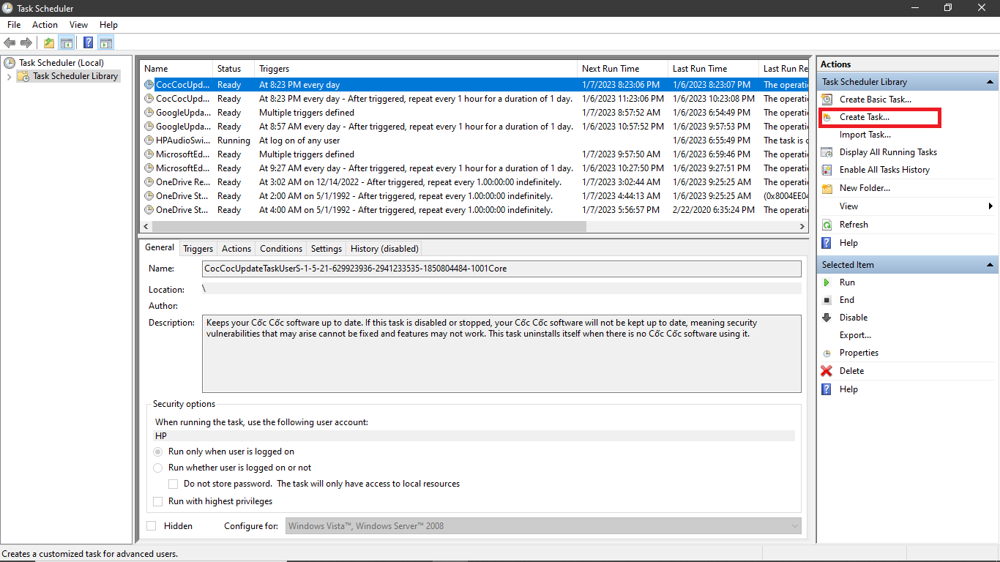 Task Scheduler
File Action View Help
Task Scheduler (Local)
Task Scheduler Library
Name Status Triggers Next Run Time Last Run Time Last Run Re
CocCocUpd... Ready At 8:23 PM every day 1/7/2023 8:23:06 PM 1/6/2023 8:23:07 PM The operati
CocCocUpd... Ready At 8:23 PM every day - After triggered, repeat every 1 hour for a duration of 1 day. 1/6/2023 11:23:06 PM 1/6/2023 10:23:08 PM The operati
GoogleUpda... Ready Multiple triggers defined 1/7/2023 8:57:52 AM 1/6/2023 6:54:49 PM The operati
GoogleUpda... Ready At 8:57 AM every day - After triggered, repeat every 1 hour for a duration of 1 day. 1/6/2023 10:57:52 PM 1/6/2023 9:57:53 PM The operati
HPAudioSwi... Running At log on of any user 1/6/2023 6:55:49 PM The task is c
MicrosoftEd... Ready Multiple triggers defined 1/7/2023 9:57:50 AM 1/6/2023 6:59:46 PM The operati
MicrosoftEd... Ready At 9:27 AM every day - After triggered, repeat every 1 hour for a duration of 1 day. 1/6/2023 10:27:50 PM 1/6/2023 9:27:51 PM The operati
OneDrive Re... Ready At 3:02 AM on 12/14/2022 - After triggered, repeat every 1.00:00:00 indefinitely. 1/7/2023 3:02:44 AM 1/6/2023 9:25:25 AM The operati
OneDrive St... Ready At 2:00 AM on 5/1/1992 - After triggered, repeat every 1.00:00:00 indefinitely. 1/7/2023 4:44:13 AM 1/6/2023 9:25:25 AM (0x8004EE04
OneDrive St... Ready At 4:00 AM on 5/1/1992 - After triggered, repeat every 1.00:00:00 indefinitely. 1/7/2023 5:56:57 PM 2/22/2020 6:35:24 PM The operati
General Triggers Actions Conditions Settings History (disabled)
Name: CocCocUpdateTaskUserS-1-5-21-629923936-2941233535-1850804484-1001Core
Location: \
Author:
Description: Keeps your Cốc Cốc software up to date. If this task is disabled or stopped, your Cốc Cốc software will not be kept up to date, meaning security
vulnerabilities that may arise cannot be fixed and features may not work. This task uninstalls itself when there is no Cốc Cốc software using it.
Security options
When running the task, use the following user account:
HP
Run only when user is logged on
Run whether user is logged on or not
Do not store password. The task will only have access to local resources
Run with highest privileges
Hidden Configure for: Windows Vista™, Windows Server™ 2008
Actions
Task Scheduler Library
Create Basic Task...
Create Task...
Import Task...
Display All Running Tasks
Enable All Tasks History
New Folder...
View
Refresh
Help
Selected Item
Run
End
Disable
Export...
Properties
Delete
Help
Creates a customized task for advanced users.